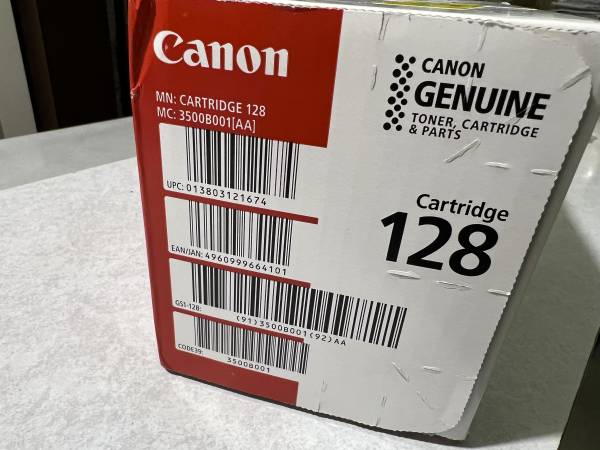 Canon
MN: CARTRIDGE 128
MC: 3500B001[AA]
UPC: 013803121674
EAN/JAN: 4960999664101
GS1-128:
(91)3500B001(92)AA
CODE39:
3500B001
CANON
GENUINE
TONER, CARTRIDGE
& PARTS
Cartridge
128